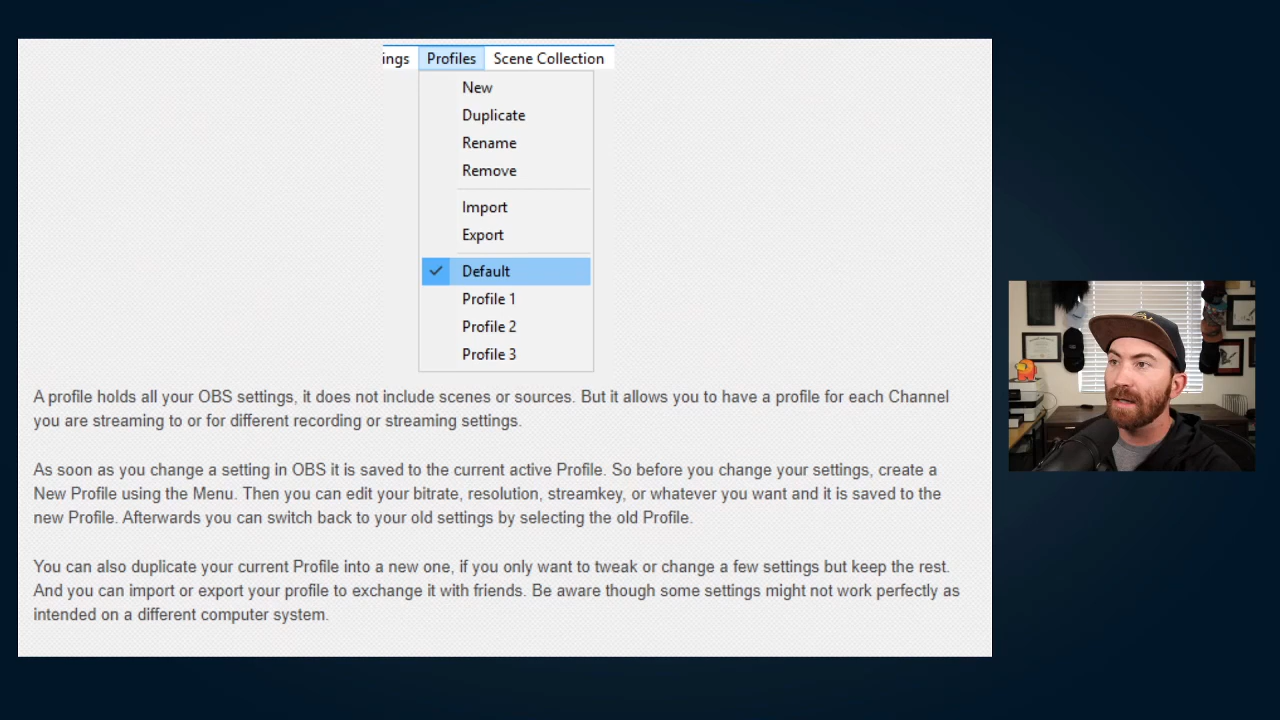 ings Profiles Scene Collection
New
Duplicate
Rename
Remove
Import
Export
Default
Profile 1
Profile 2
Profile 3
A profile holds all your OBS settings, it does not include scenes or sources. But it allows you to have a profile for each Channel
you are streaming to or for different recording or streaming settings.
As soon as you change a setting in OBS it is saved to the current active Profile. So before you change your settings, create a
New Profile using the Menu. Then you can edit your bitrate, resolution, streamkey, or whatever you want and it is saved to the
new Profile. Afterwards you can switch back to your old settings by selecting the old Profile.
You can also duplicate your current Profile into a new one, if you only want to tweak or change a few settings but keep the rest.
And you can import or export your profile to exchange it with friends. Be aware though some settings might not work perfectly as
intended on a different computer system.